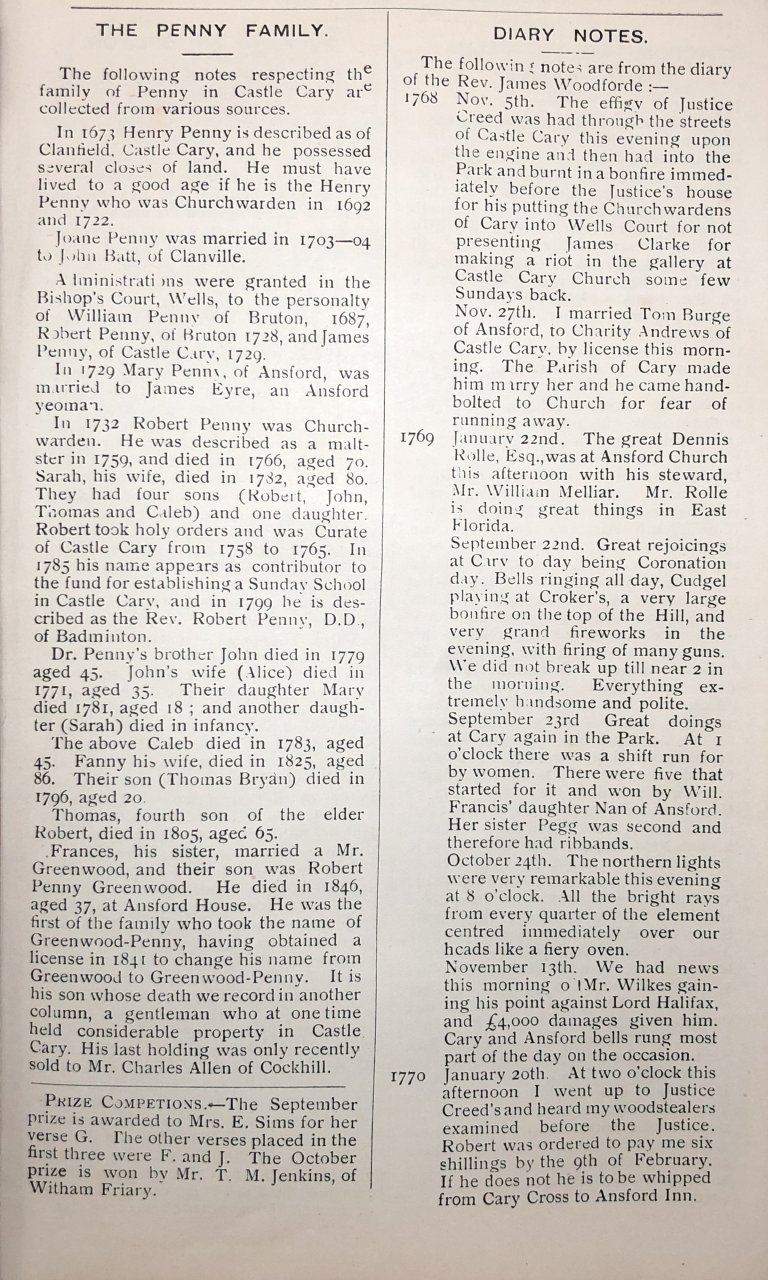 THE PENNY FAMILY.
The following notes respecting the
family of Penny in Castle Cary are
collected from various sources.
In 1673 Henry Penny is described as of
Clanfield, Castle Cary, and he possessed
several closes of land. He must have
lived to a good age if he is the Henry
Penny who was Churchwarden in 1692
and 1722.
Joane Penny was married in 1703—04
to John Batt, of Clanville.
Administrations were granted in the
Bishop's Court, Wells, to the personalty
of William Penny of Bruton, 1687,
Robert Penny, of Bruton 1728, and James
Penny, of Castle Cary, 1729.
In 1729 Mary Penny, of Ansford, was
married to James Eyre, an Ansford
yeoman.
In 1732 Robert Penny was Church-
warden. He was described as a malt-
ster in 1759, and died in 1766, aged 70.
Sarah, his wife, died in 1782, aged 80.
They had four sons (Robert, John,
Thomas and Caleb) and one daughter.
Robert took holy orders and was Curate
of Castle Cary from 1758 to 1765. In
1785 his name appears as contributor to
the fund for establishing a Sunday School
in Castle Cary, and in 1799 he is des-
cribed as the Rev. Robert Penny, D.D.,
of Badminton.
Dr. Penny's brother John died in 1779
aged 45. John's wife (Alice) died in
1771, aged 35. Their daughter Mary
died 1781, aged 18 ; and another daugh-
ter (Sarah) died in infancy.
The above Caleb died in 1783, aged
45. Fanny his wife, died in 1825, aged
86. Their son (Thomas Bryan) died in
1796, aged 20.
Thomas, fourth son of the elder
Robert, died in 1805, aged 65.
Frances, his sister, married a Mr.
Greenwood, and their son was Robert
Penny Greenwood. He died in 1846,
aged 37, at Ansford House. He was the
first of the family who took the name of
Greenwood-Penny, having obtained a
license in 1841 to change his name from
Greenwood to Greenwood-Penny. It is
his son whose death we record in another
column, a gentleman who at one time
held considerable property in Castle
Cary. His last holding was only recently
sold to Mr. Charles Allen of Cockhill.
PRIZE COMPETIONS.—The September
prize is awarded to Mrs. E. Sims for her
verse G. The other verses placed in the
first three were F. and J. The October
prize is won by Mr. T. M. Jenkins, of
Witham Friary.
DIARY NOTES.
The following notes are from the diary
of the Rev. James Woodforde :—
1768 Nov. 5th. The effigy of Justice
Creed was had through the streets
of Castle Cary this evening upon
the engine and then had into the
Park and burnt in a bonfire immed-
iately before the Justice's house
for his putting the Churchwardens
of Cary into Wells Court for not
presenting James Clarke for
making a riot in the gallery at
Castle Cary Church some few
Sundays back.
Nov. 27th. I married Tom Burge
of Ansford, to Charity Andrews of
Castle Cary, by license this morn-
ing. The Parish of Cary made
him marry her and he came hand-
bolted to Church for fear of
running away.
1769 January 22nd. The great Dennis
Rolle, Esq., was at Ansford Church
this afternoon with his steward,
Mr. William Melliar. Mr. Rolle
is doing great things in East
Florida.
September 22nd. Great rejoicings
at Cary to day being Coronation
day. Bells ringing all day, Cudgel
playing at Croker's, a very large
bonfire on the top of the Hill, and
very grand fireworks in the
evening, with firing of many guns.
We did not break up till near 2 in
the morning. Everything ex-
tremely handsome and polite.
September 23rd Great doings
at Cary again in the Park. At 1
o'clock there was a shift run for
by women. There were five that
started for it and won by Will.
Francis' daughter Nan of Ansford.
Her sister Pegg was second and
therefore had ribbands.
October 24th. The northern lights
were very remarkable this evening
at 8 o'clock. All the bright rays
from every quarter of the element
centred immediately over our
heads like a fiery oven.
November 13th. We had news
this morning of Mr. Wilkes gain-
ing his point against Lord Halifax,
and £4,000 damages given him.
Cary and Ansford bells rung most
part of the day on the occasion.
1770 January 20th. At two o'clock this
afternoon I went up to Justice
Creed's and heard my woodstealers
examined before the Justice.
Robert was ordered to pay me six
shillings by the 9th of February.
If he does not he is to be whipped
from Cary Cross to Ansford Inn.